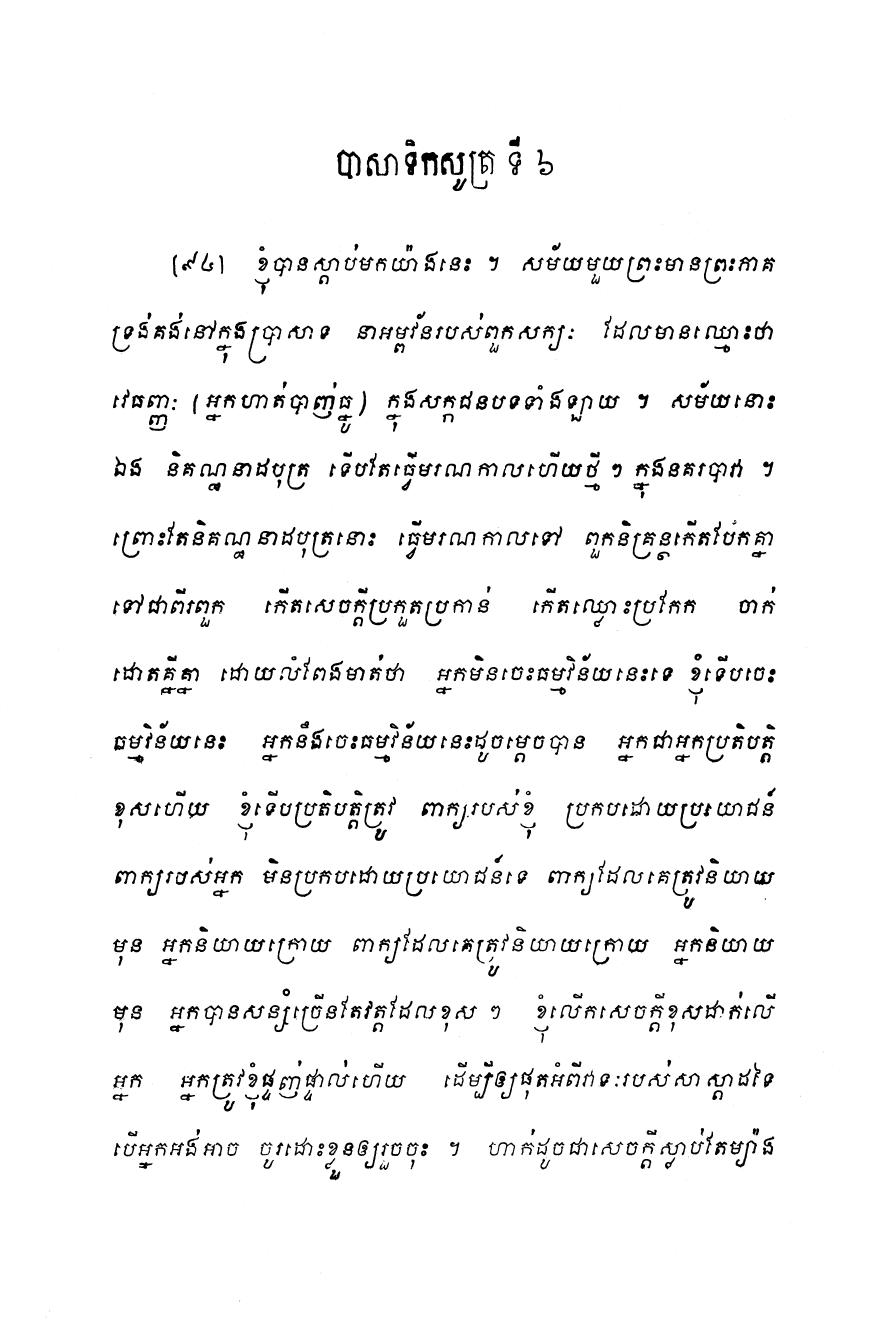 បាសាទិកសូត្រ ទី ៦
(៩៤) ខ្ញុំបានស្តាប់មកយ៉ាងនេះ ។ សម័យមួយព្រះមានព្រះភាគ
ទ្រង់គង់នៅក្នុងប្រាសាទ នាអម្ពវ័នរបស់ពួកសក្យៈ ដែលមានឈ្មោះថា
វេធញ្ញៈ (អ្នកហាត់បាញ់ធ្នូ) ក្នុងសក្កជនបទទាំងឡាយ ។ សម័យនោះ
ឯង និគណ្ឋនាដបុត្រ ទើបតែធ្វើមរណកាលហើយថ្មី ៗ ក្នុងនគរបាវា ។
ព្រោះតែនិគណ្ឋនាដបុត្រនោះ ធ្វើមរណកាលទៅ ពួកនិគ្រន្ថកើតបែកគ្នា
ទៅជាពីរពួក កើតសេចក្តីប្រកួតប្រកាន់ កើតឈ្លោះប្រកែក ចាក់
ដោតគ្នីគ្នា ដោយលំពែងមាត់ថា អ្នកមិនចេះធម្មវិន័យនេះទេ ខ្ញុំទើបចេះ
ធម្មវិន័យនេះ អ្នកនឹងចេះធម្មវិន័យនេះដូចម្តេចបាន អ្នកជាអ្នកប្រតិបត្តិ
ខុសហើយ ខ្ញុំទើបប្រតិបត្តិត្រូវ ពាក្យរបស់ខ្ញុំ ប្រកបដោយប្រយោជន៍
ពាក្យរបស់អ្នក មិនប្រកបដោយប្រយោជន៍ទេ ពាក្យដែលគេត្រូវនិយាយ
មុន អ្នកនិយាយក្រោយ ពាក្យដែលគេត្រូវនិយាយក្រោយ អ្នកនិយាយ
មុន អ្នកបានសន្សំច្រើនតែវត្តដែលខុស ៗ ខ្ញុំលើកសេចក្តីខុសដាក់លើ
អ្នក អ្នកត្រូវខ្ញុំផ្ចាញ់ផ្ចាល់ហើយ ដើម្បីឲ្យផុតអំពីវាទៈរបស់សាស្តាដទៃ
បើអ្នកអង់អាច ចូរដោះខ្លួនឲ្យរួចចុះ ។ ហាក់ដូចជាសេចក្តីស្លាប់តែម្យ៉ាង